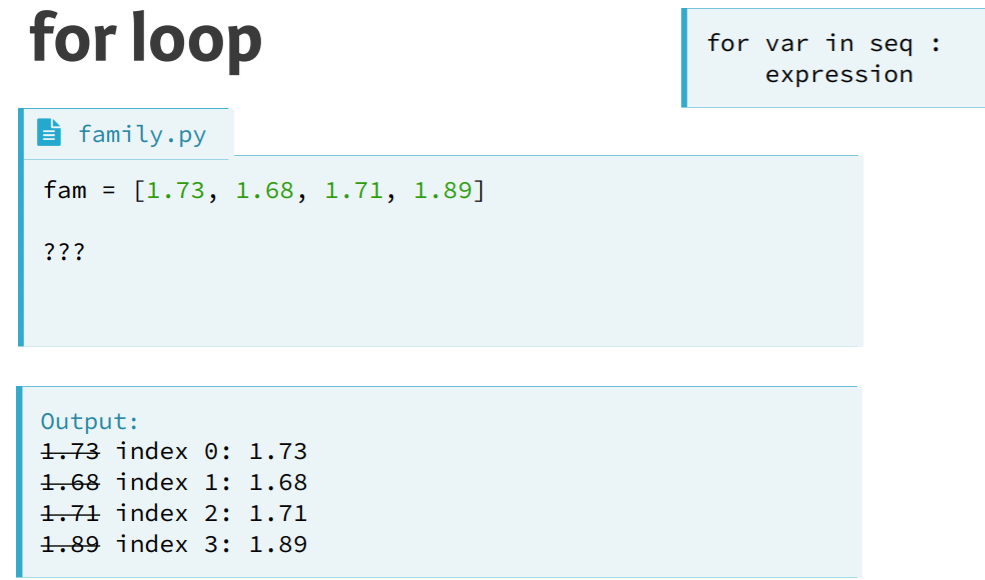 for loop
for var in seq :
expression
family.py
fam = [1.73, 1.68, 1.71, 1.89]
???
Output:
1.73 index 0: 1.73
1.68 index 1: 1.68
1.71 index 2: 1.71
1.89 index 3: 1.89